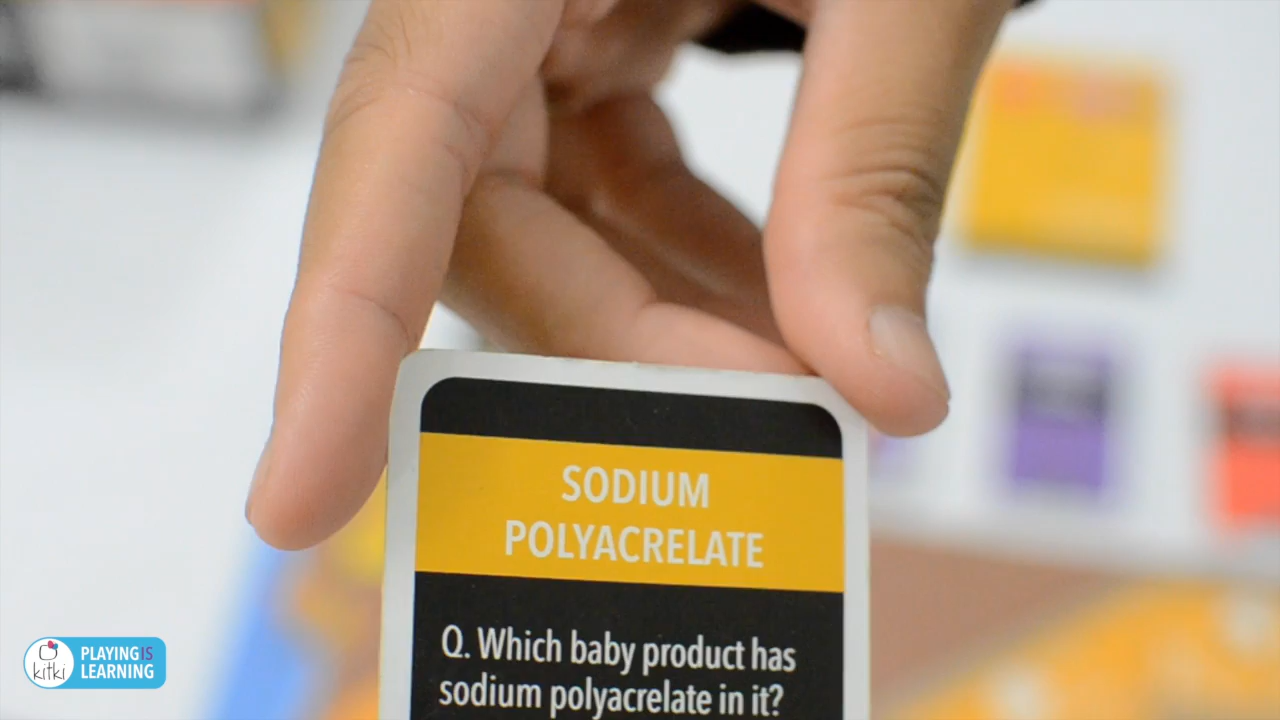 SODIUM
POLYACRELATE
Q. Which baby product has
sodium polyacrelate in it?
kitki
PLAYING IS
LEARNING